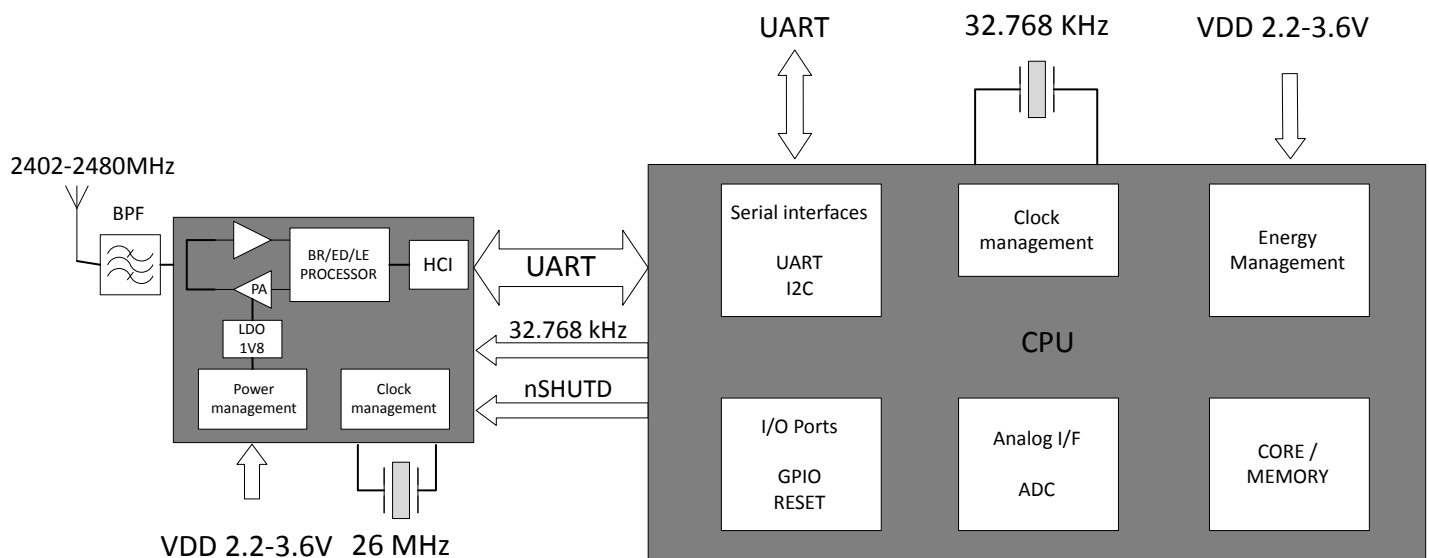 UART
32.768 KHz
VDD 2.2-3.6V
2402-2480MHz
BPF
BR/ED/LE
PROCESSOR
HCI
PA
LDO
1V8
Power
management
Clock
management
VDD 2.2-3.6V
26 MHz
UART
32.768 kHz
nSHUTD
Serial interfaces
UART
I2C
Clock
management
Energy
Management
CPU
I/O Ports
GPIO
RESET
Analog I/F
ADC
CORE /
MEMORY